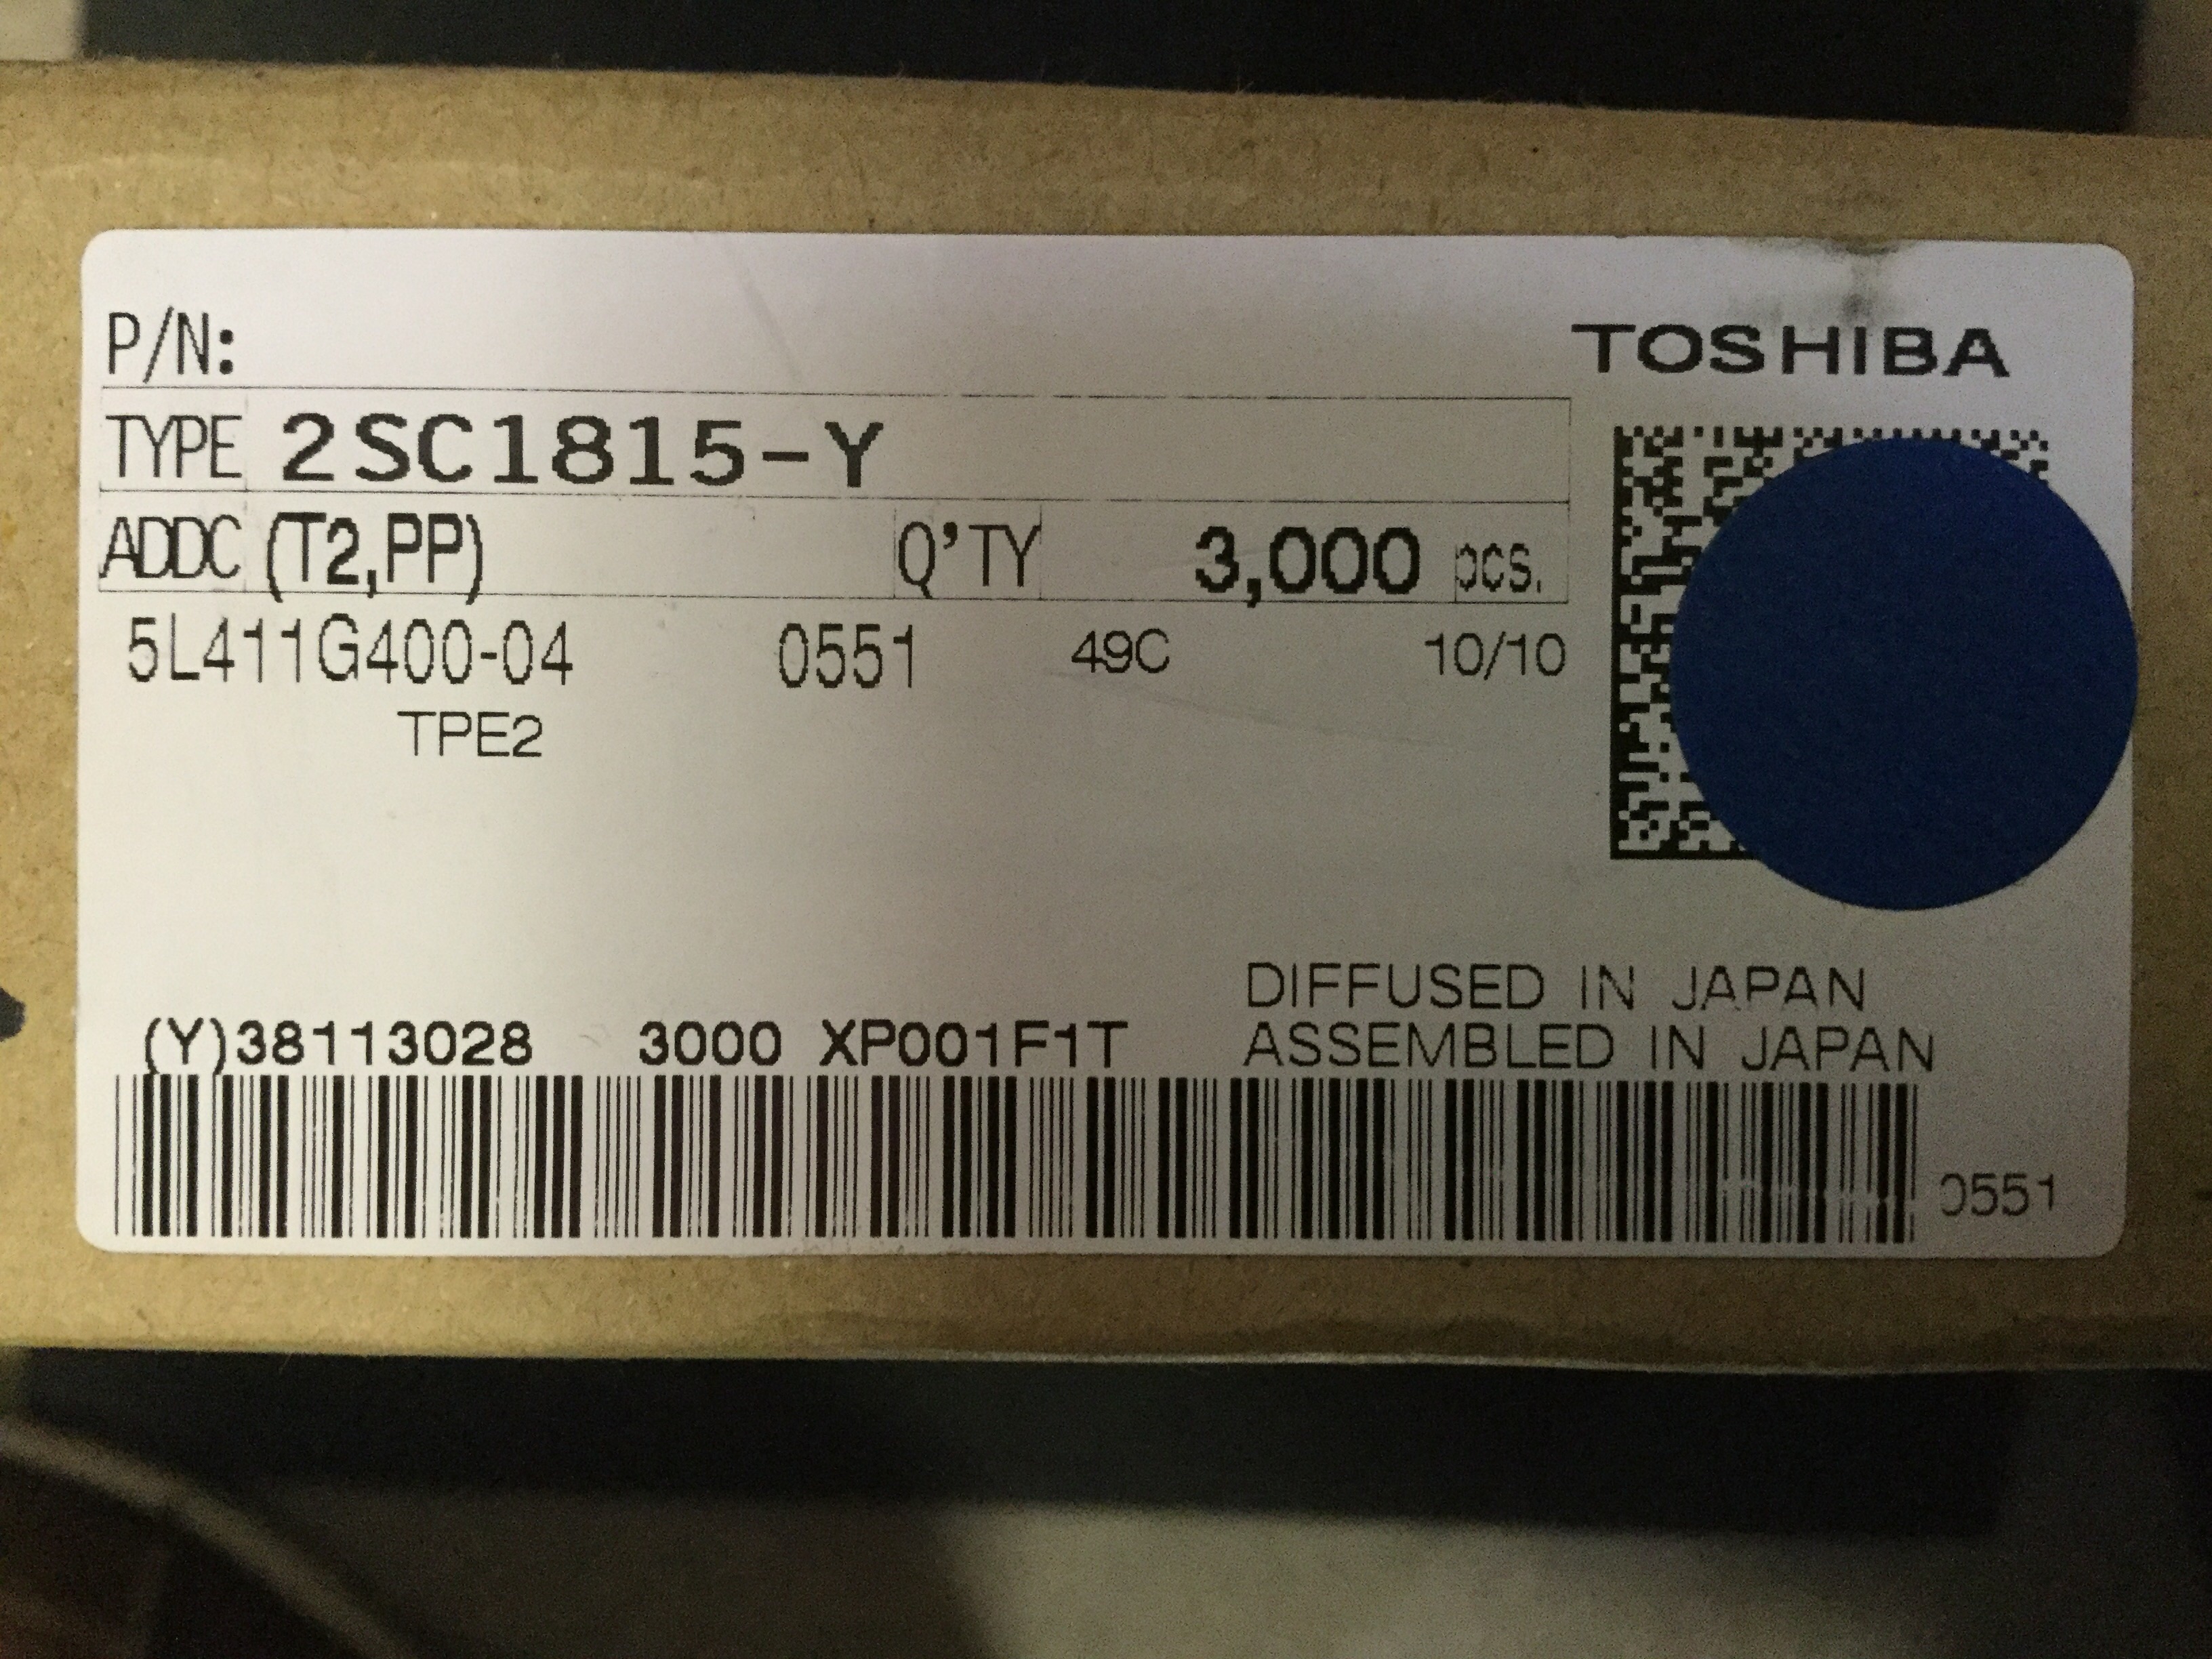 P/N:
TOSHIBA
TYPE 2SC1815-Y
ADDC (T2,PP) Q'TY 3,000 pcs.
5L411G400-04 0551 49C 10/10
TPE2
DIFFUSED IN JAPAN
(Y)38113028 3000 XP001F1T ASSEMBLED IN JAPAN
0551